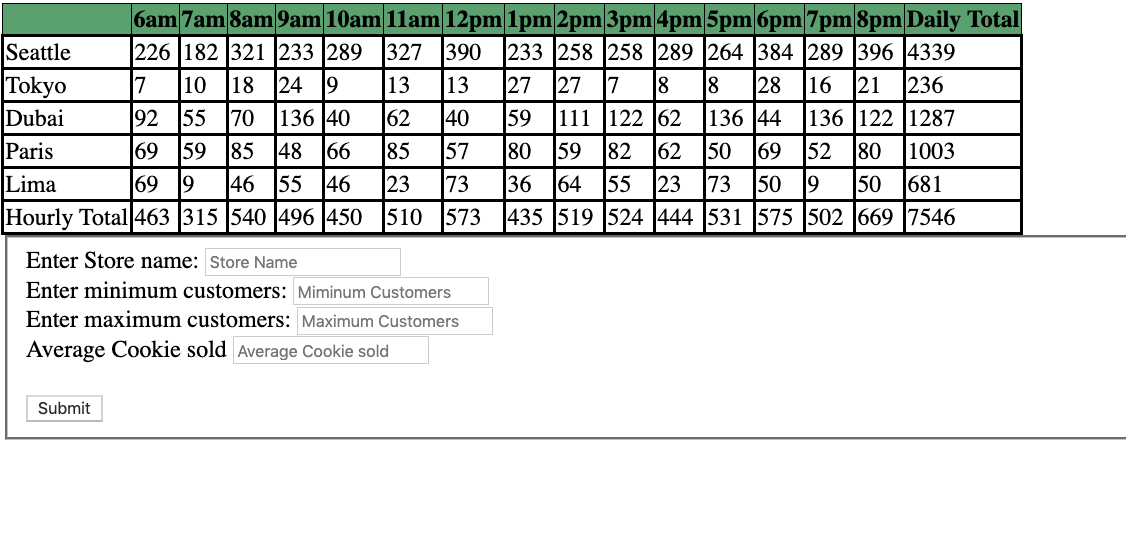 6am 7am 8am 9am 10am 11am 12pm 1pm 2pm 3pm 4pm 5pm 6pm 7pm 8pm Daily Total
Seattle 226 182 321 233 289 327 390 233 258 258 289 264 384 289 396 4339
Tokyo 7 10 18 24 9 13 13 27 27 7 8 8 28 16 21 236
Dubai 92 55 70 136 40 62 40 59 111 122 62 136 44 136 122 1287
Paris 69 59 85 48 66 85 57 80 59 82 62 50 69 52 80 1003
Lima 69 9 46 55 46 23 73 36 64 55 23 73 50 9 50 681
Hourly Total 463 315 540 496 450 510 573 435 519 524 444 531 575 502 669 7546
Enter Store name: Store Name
Enter minimum customers: Miminum Customers
Enter maximum customers: Maximum Customers
Average Cookie sold Average Cookie sold
Submit